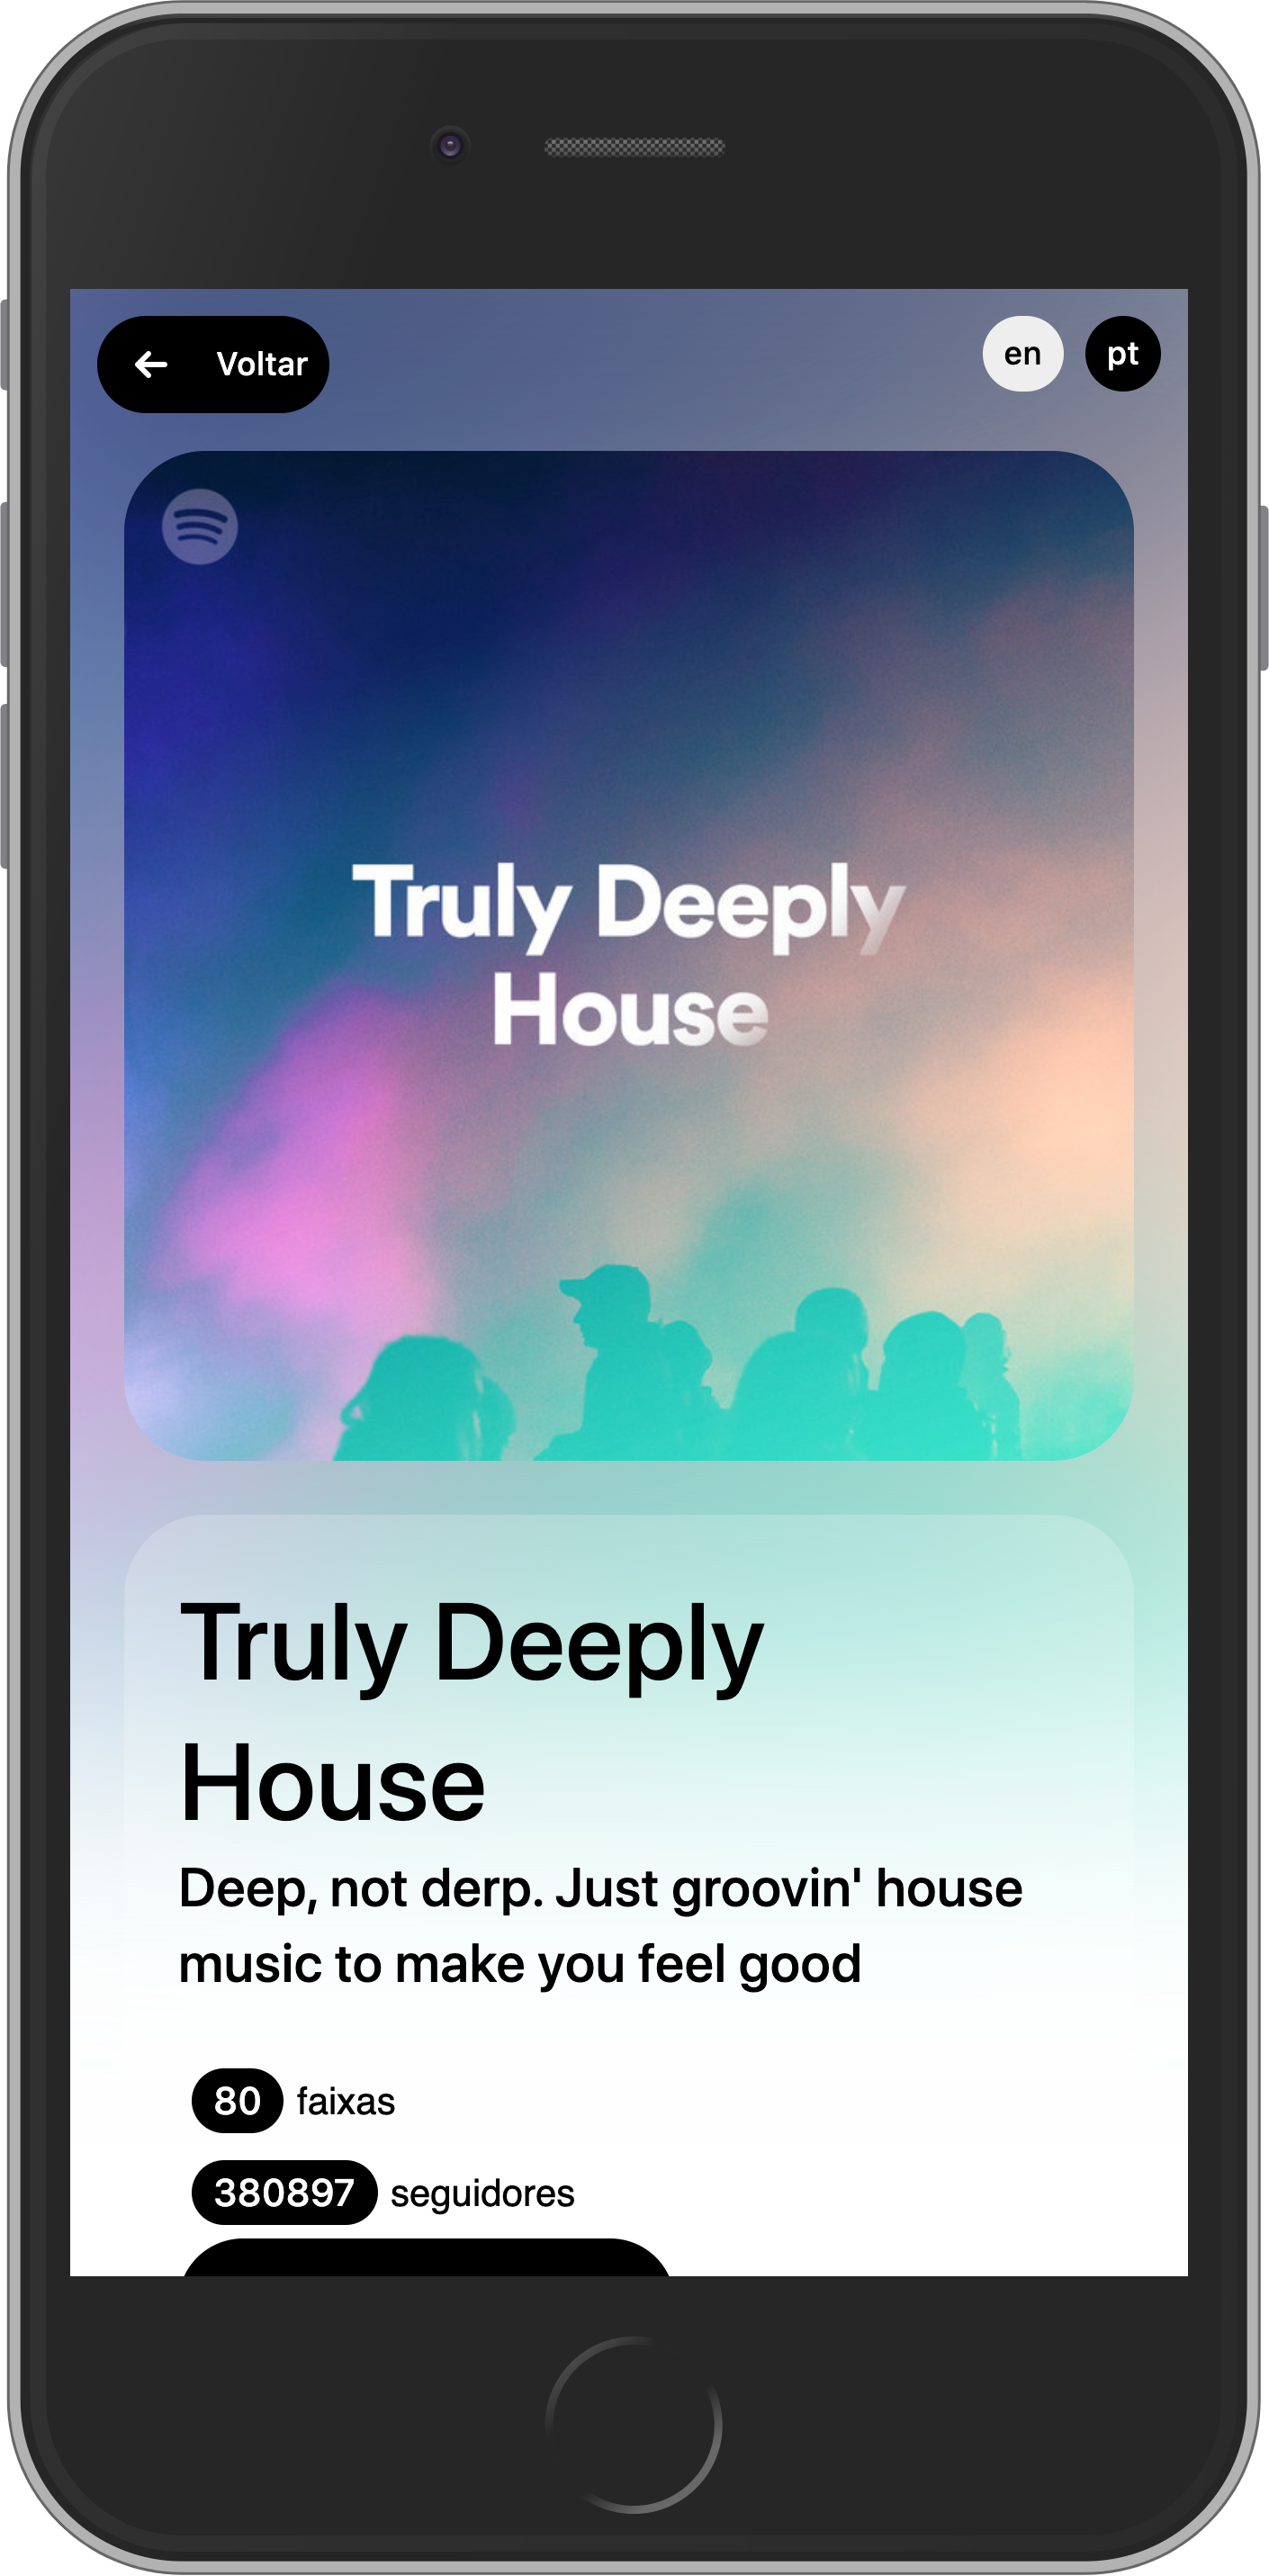 Voltar
en
pt
Truly Deeply
House
Truly Deeply
House
Deep, not derp. Just groovin' house
music to make you feel good
80 faixas
380897 seguidores